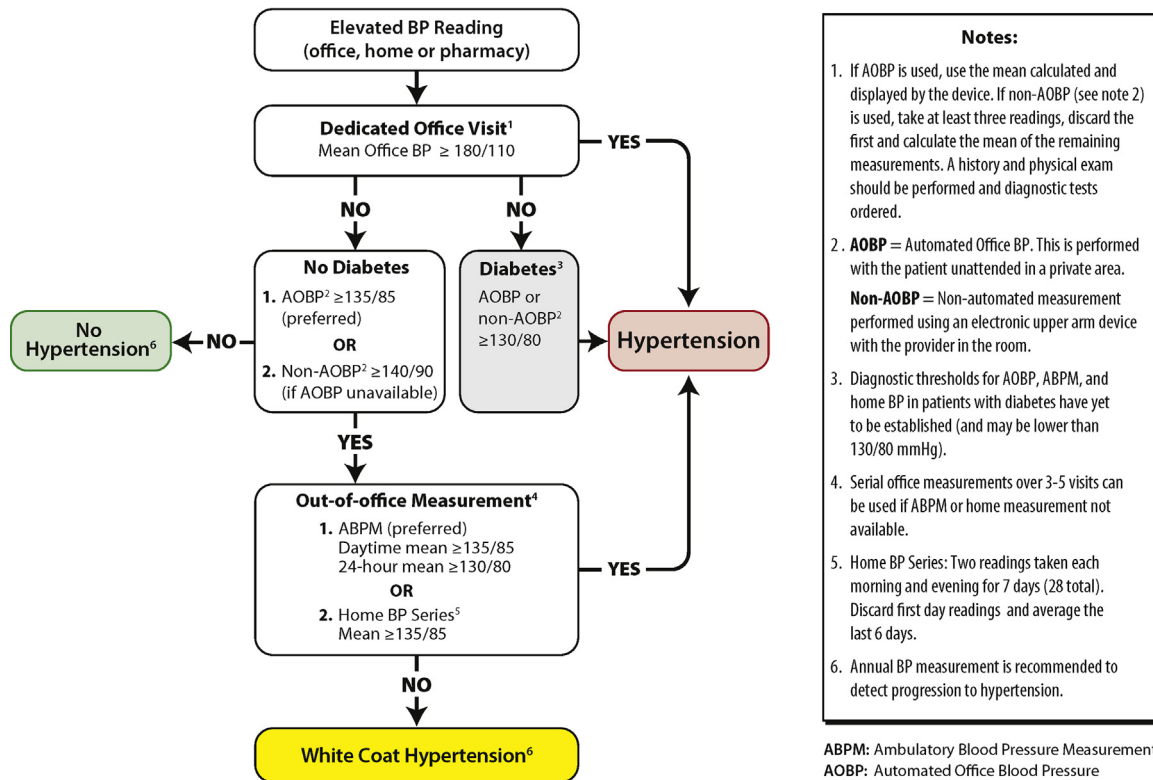 Elevated BP Reading
(office, home or pharmacy)
Dedicated Office Visit¹
Mean Office BP ≥ 180/110
YES
NO
NO
No Diabetes
1. AOBP² ≥135/85
(preferred)
OR
2. Non-AOBP² ≥140/90
(if AOBP unavailable)
Diabetes³
AOBP or
non-AOBP²
≥130/80
Hypertension
NO
No
Hypertension⁶
YES
Out-of-office Measurement⁴
1. ABPM (preferred)
Daytime mean ≥135/85
24-hour mean ≥130/80
OR
2. Home BP Series⁵
Mean ≥135/85
YES
NO
White Coat Hypertension⁶
Notes:
1. If AOBP is used, use the mean calculated and
displayed by the device. If non-AOBP (see note 2)
is used, take at least three readings, discard the
first and calculate the mean of the remaining
measurements. A history and physical exam
should be performed and diagnostic tests
ordered.
2 . AOBP = Automated Office BP. This is performed
with the patient unattended in a private area.
Non-AOBP = Non-automated measurement
performed using an electronic upper arm device
with the provider in the room.
3. Diagnostic thresholds for AOBP, ABPM, and
home BP in patients with diabetes have yet
to be established (and may be lower than
130/80 mmHg).
4. Serial office measurements over 3-5 visits can
be used if ABPM or home measurement not
available.
5. Home BP Series: Two readings taken each
morning and evening for 7 days (28 total).
Discard first day readings and average the
last 6 days.
6. Annual BP measurement is recommended to
detect progression to hypertension.
ABPM: Ambulatory Blood Pressure Measurement
AOBP: Automated Office Blood Pressure